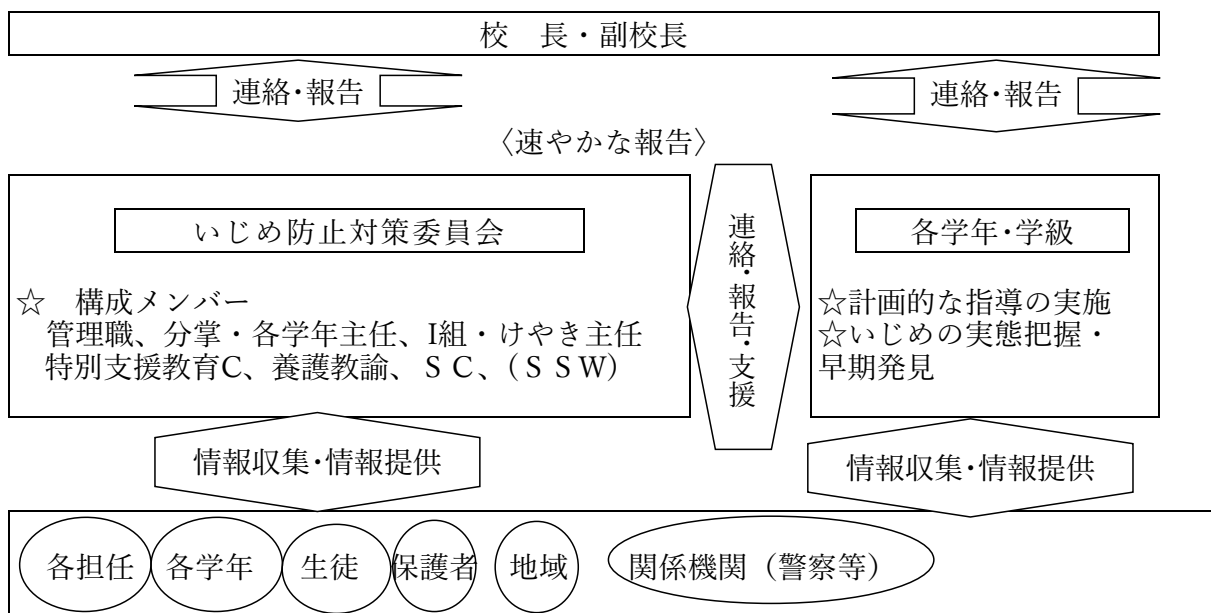 校　長・副校長
連絡・報告
連絡・報告
〈速やかな報告〉
いじめ防止対策委員会
☆　構成メンバー
管理職、分掌・各学年主任、I組・けやき主任
特別支援教育C、養護教諭、ＳＣ、（ＳＳＷ）
連絡・報告・支援
各学年・学級
☆計画的な指導の実施
☆いじめの実態把握・
早期発見
情報収集・情報提供
情報収集・情報提供
各担任　各学年　生徒　保護者　地域　関係機関（警察等）